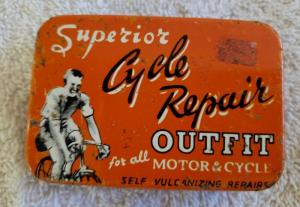 Superior
Cycle
Repair
OUTFIT
for all MOTOR & CYCLE
SELF VULCANIZING REPAIRS